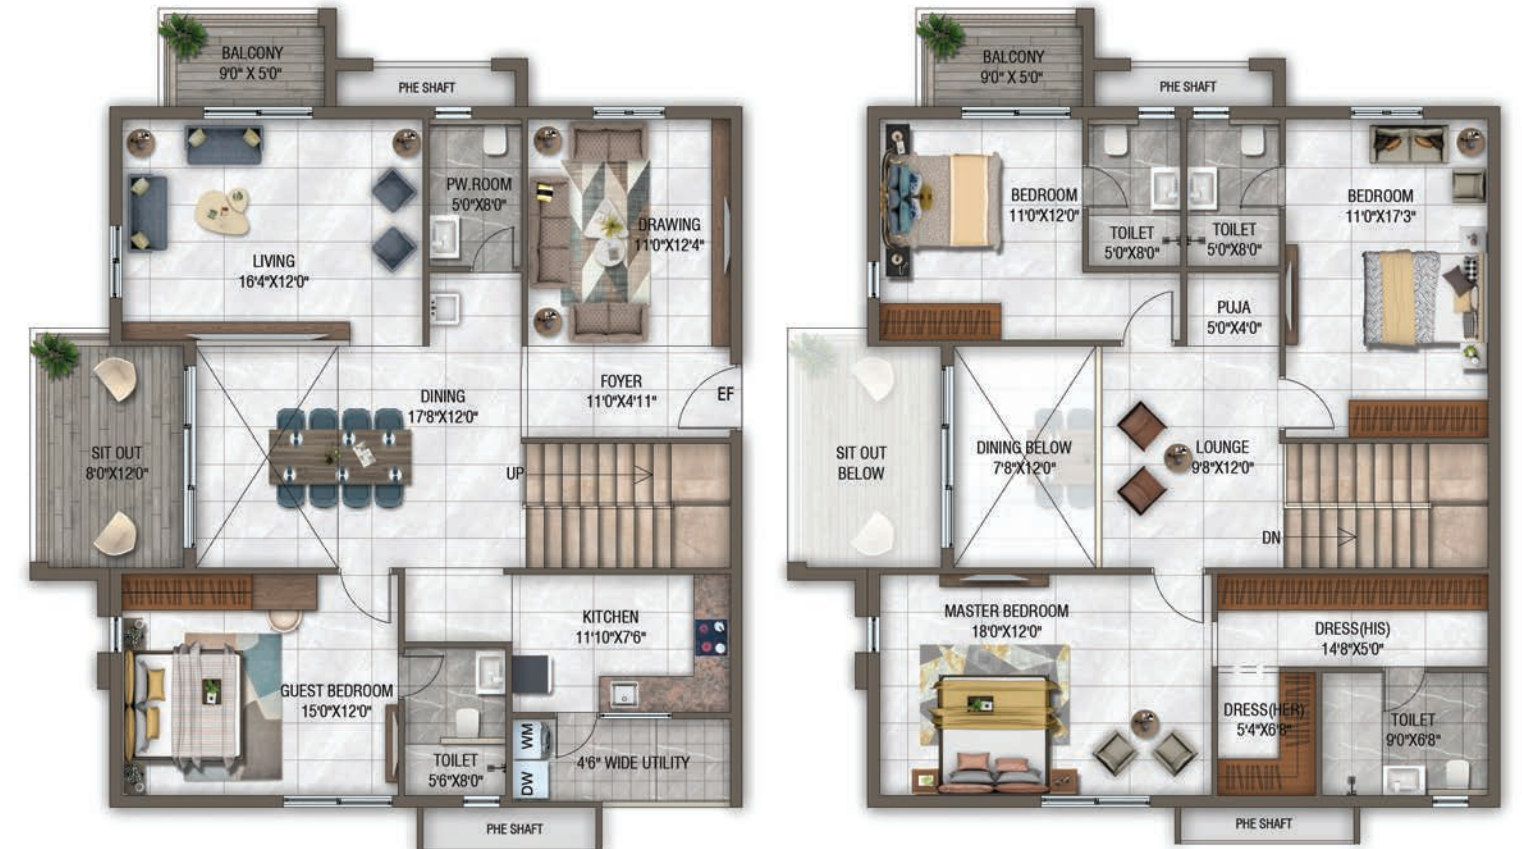 BALCONY
9'0" X 5'0"
PHE SHAFT
PW.ROOM
5'0"X8'0"
DRAWING
11'0"X12'4"
LIVING
16'4"X12'0"
FOYER
11'0"X4'11"
EF
DINING
17'8"X12'0"
SIT OUT
8'0"X12'0"
UP
KITCHEN
11'10"X7'6"
GUEST BEDROOM
15'0"X12'0"
TOILET
5'6"X8'0"
WM
DW
4'6" WIDE UTILITY
PHE SHAFT
BALCONY
9'0" X 5'0"
PHE SHAFT
BEDROOM
11'0"X12'0"
TOILET
5'0"X8'0"
TOILET
5'0"X8'0"
BEDROOM
11'0"X17'3"
PUJA
5'0"X4'0"
SIT OUT
BELOW
DINING BELOW
7'8"X12'0"
LOUNGE
9'8"X12'0"
DN
MASTER BEDROOM
18'0"X12'0"
DRESS(HIS)
14'8"X5'0"
DRESS(HER)
5'4"X6'8"
TOILET
9'0"X6'8"
PHE SHAFT